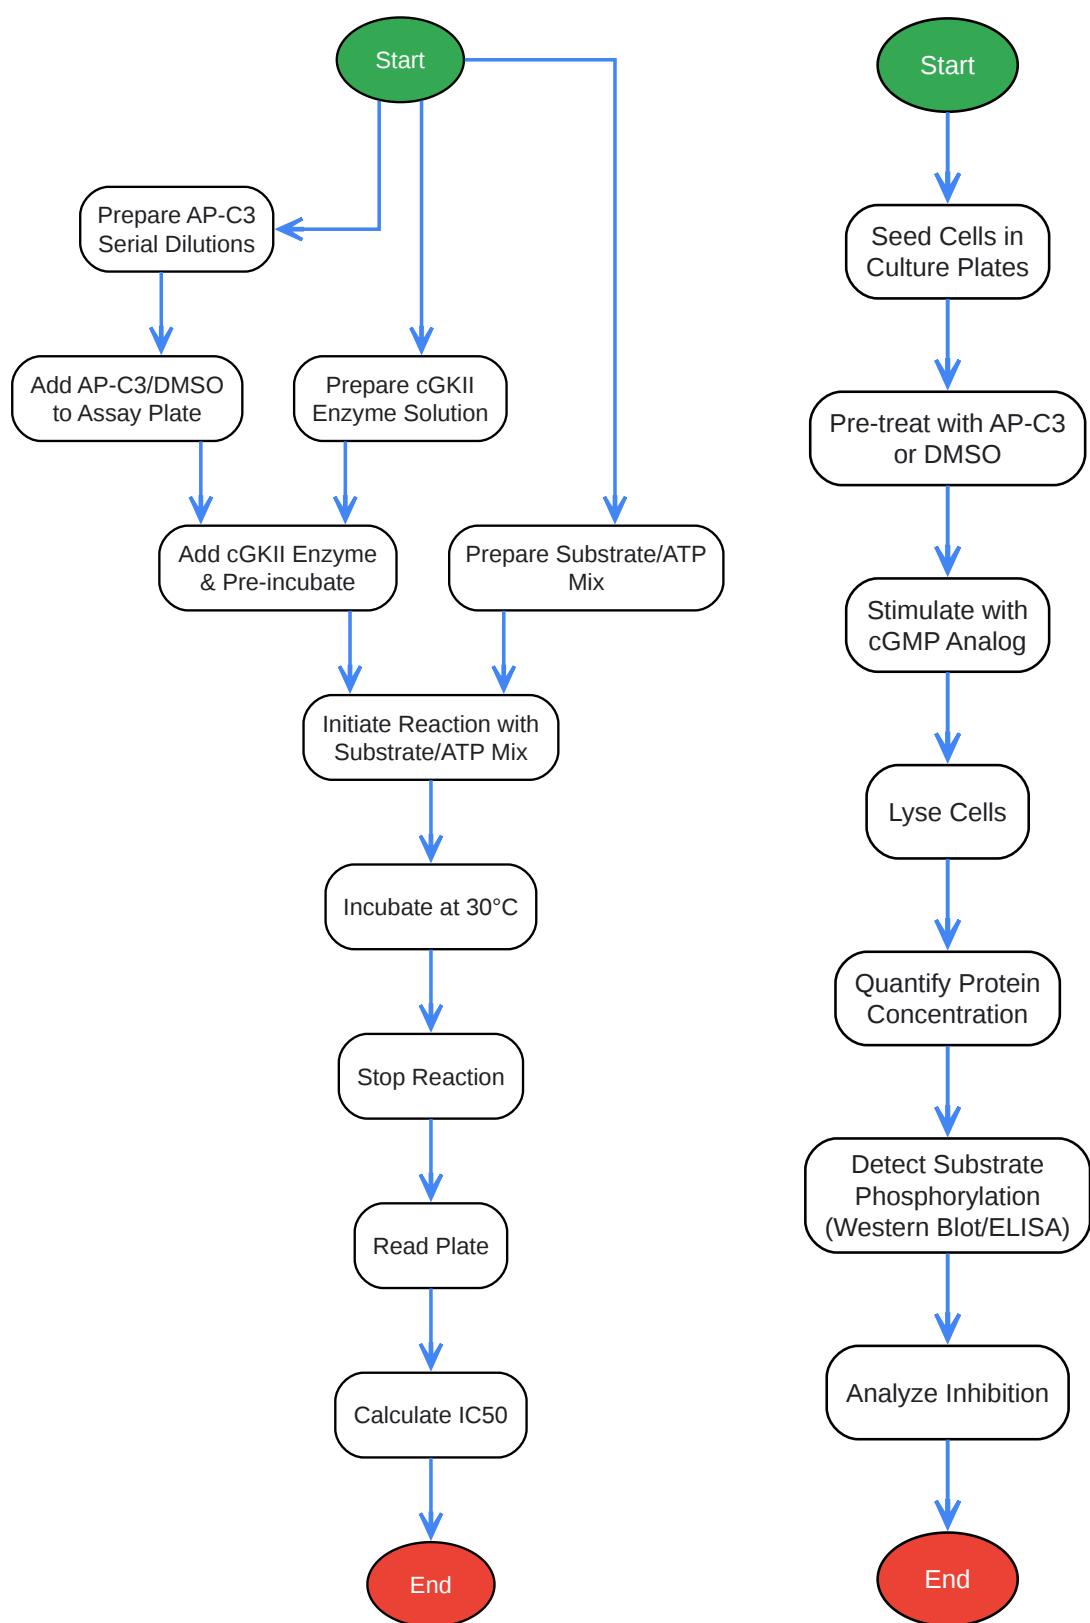 Start
Prepare AP-C3
Serial Dilutions
Add AP-C3/DMSO
to Assay Plate
Prepare cGKII
Enzyme Solution
Add cGKII Enzyme
& Pre-incubate
Prepare Substrate/ATP
Mix
Initiate Reaction with
Substrate/ATP Mix
Incubate at 30°C
Stop Reaction
Read Plate
Calculate IC50
End
Start
Seed Cells in
Culture Plates
Pre-treat with AP-C3
or DMSO
Stimulate with
cGMP Analog
Lyse Cells
Quantify Protein
Concentration
Detect Substrate
Phosphorylation
(Western Blot/ELISA)
Analyze Inhibition
End